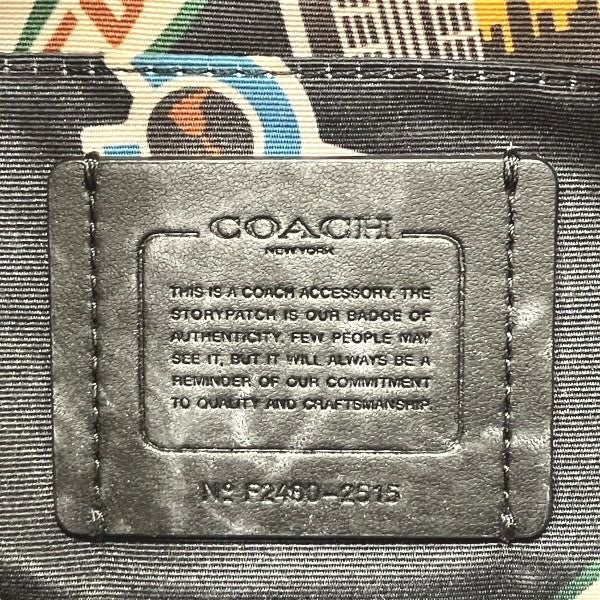 COACH
NEW YORK
THIS IS A COACH ACCESSORY. THE
STORYPATCH IS OUR BADGE OF
AUTHENTICITY. FEW PEOPLE MAY
SEE IT, BUT IT WILL ALWAYS BE A
REMINDER OF OUR COMMITMENT
TO QUALITY AND CRAFTSMANSHIP.
Nº F2480-2515